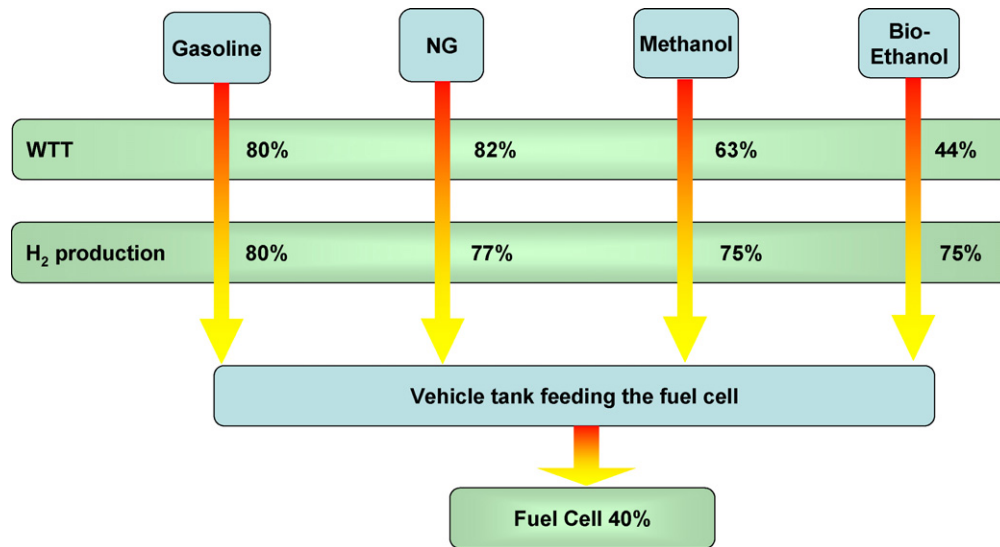 Gasoline
NG
Methanol
Bio-
Ethanol
WTT 80% 82% 63% 44%
H₂ production 80% 77% 75% 75%
Vehicle tank feeding the fuel cell
Fuel Cell 40%